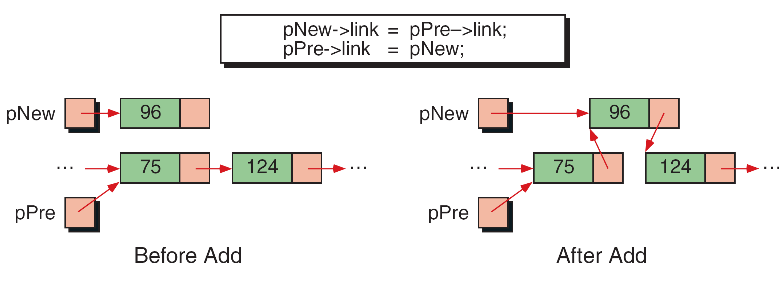 pNew->link = pPre–>link;
pPre->link = pNew;
pNew 96
... 75 124 ...
pPre
Before Add
pNew 96
... 75 124 ...
pPre
After Add